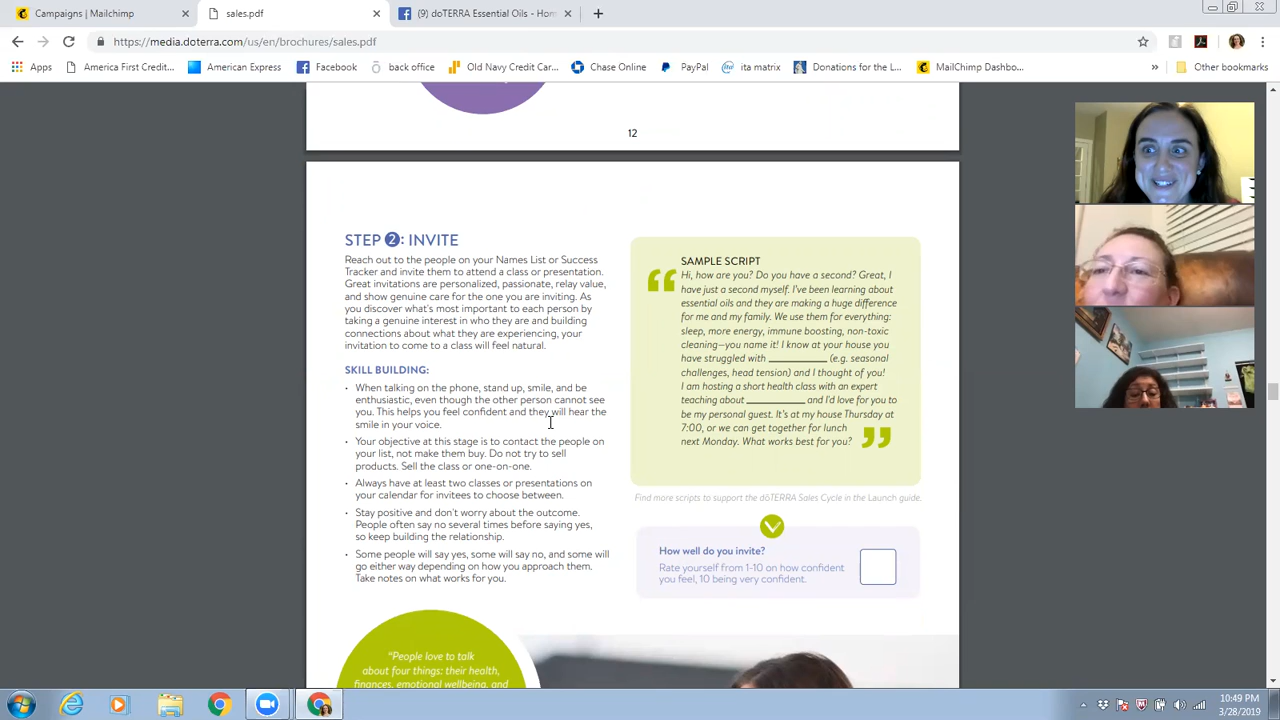 Campaigns | Mailchimp
sales.pdf
(9) doTERRA Essential Oils - Hom
https://media.doterra.com/us/en/brochures/sales.pdf
Apps
America First Credit...
American Express
Facebook
back office
Old Navy Credit Car...
Chase Online
PayPal
ita matrix
Donations for the L...
MailChimp Dashbo...
Other bookmarks
12
STEP 2: INVITE
Reach out to the people on your Names List or Success
Tracker and invite them to attend a class or presentation.
Great invitations are personalized, passionate, relay value,
and show genuine care for the one you are inviting. As
you discover what's most important to each person by
taking a genuine interest in who they are and building
connections about what they are experiencing, your
invitation to come to a class will feel natural.
SKILL BUILDING:
• When talking on the phone, stand up, smile, and be
enthusiastic, even though the other person cannot see
you. This helps you feel confident and they will hear the
smile in your voice.
• Your objective at this stage is to contact the people on
your list, not make them buy. Do not try to sell
products. Sell the class or one-on-one.
• Always have at least two classes or presentations on
your calendar for invitees to choose between.
• Stay positive and don't worry about the outcome.
People often say no several times before saying yes,
so keep building the relationship.
• Some people will say yes, some will say no, and some will
go either way depending on how you approach them.
Take notes on what works for you.
"People love to talk
about four things: their health,
finances, emotional wellbeing, and
SAMPLE SCRIPT
Hi, how are you? Do you have a second? Great, I
have just a second myself. I've been learning about
essential oils and they are making a huge difference
for me and my family. We use them for everything:
sleep, more energy, immune boosting, non-toxic
cleaning—you name it! I know at your house you
have struggled with ____________ (e.g. seasonal
challenges, head tension) and I thought of you!
I am hosting a short health class with an expert
teaching about ____________ and I'd love for you to
be my personal guest. It's at my house Thursday at
7:00, or we can get together for lunch
next Monday. What works best for you?
Find more scripts to support the dōTERRA Sales Cycle in the Launch guide.
How well do you invite?
Rate yourself from 1-10 on how confident
you feel, 10 being very confident.
10:49 PM
3/28/2019